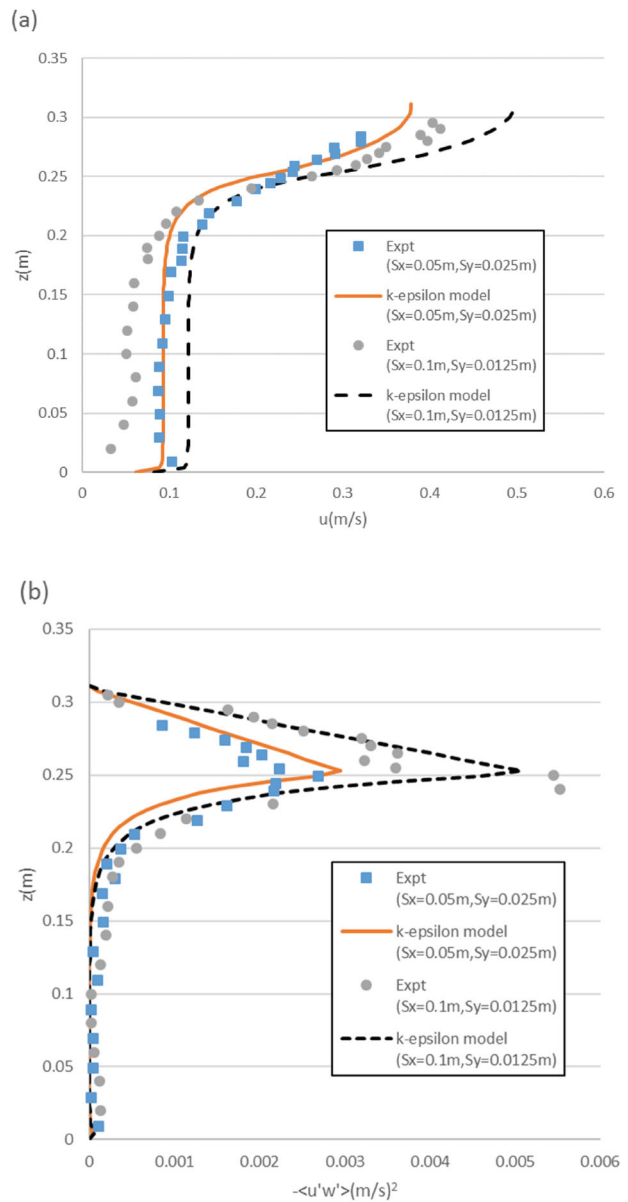 (a)
0.35
0.3
0.25
0.2
0.15
0.1
0.05
0
z(m)
0
0.1
0.2
0.3
0.4
0.5
0.6
u(m/s)
Expt
(Sx=0.05m,Sy=0.025m)
k-epsilon model
(Sx=0.05m,Sy=0.025m)
Expt
(Sx=0.1m,Sy=0.0125m)
k-epsilon model
(Sx=0.1m,Sy=0.0125m)
(b)
0.35
0.3
0.25
0.2
0.15
0.1
0.05
0
z(m)
0
0.001
0.002
0.003
0.004
0.005
0.006
-<u'w'>(m/s)²
Expt
(Sx=0.05m,Sy=0.025m)
k-epsilon model
(Sx=0.05m,Sy=0.025m)
Expt
(Sx=0.1m,Sy=0.0125m)
k-epsilon model
(Sx=0.1m,Sy=0.0125m)